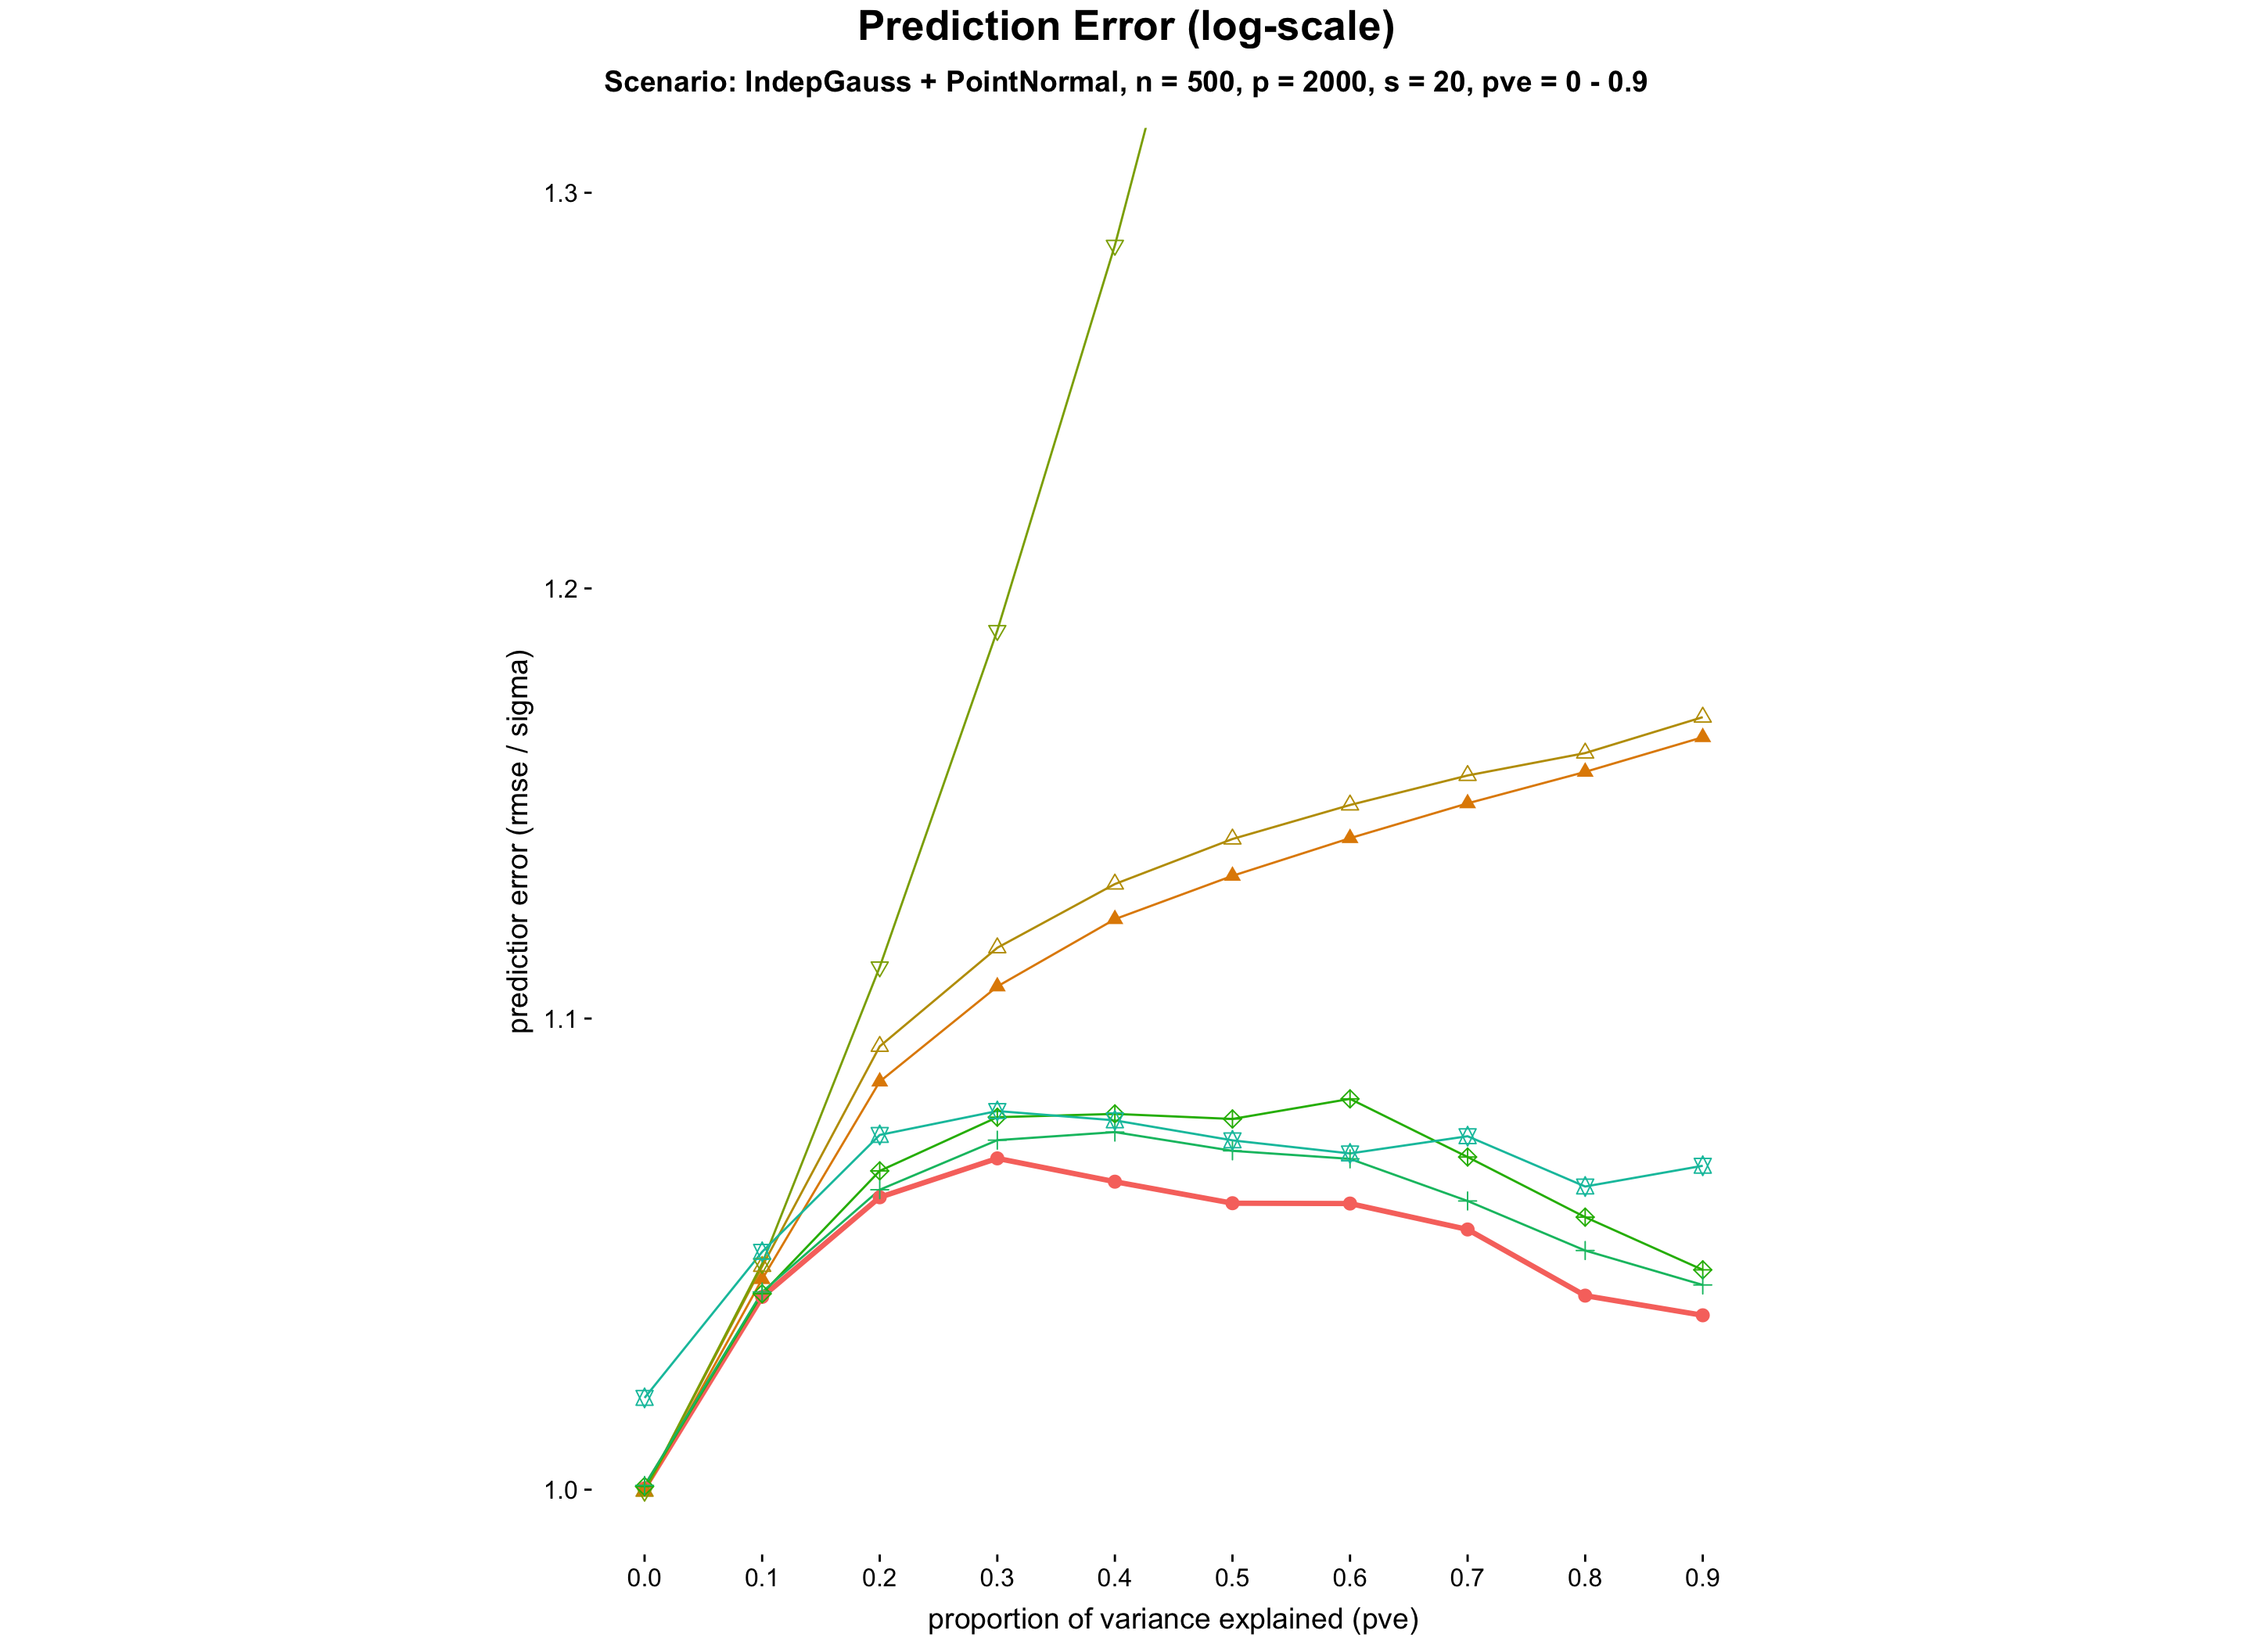 Prediction Error (log-scale)
Scenario: IndepGauss + PointNormal, n = 500, p = 2000, s = 20, pve = 0 - 0.9
1.3
1.2
1.1
1.0
predictior error (rmse / sigma)
0.0 0.1 0.2 0.3 0.4 0.5 0.6 0.7 0.8 0.9
proportion of variance explained (pve)